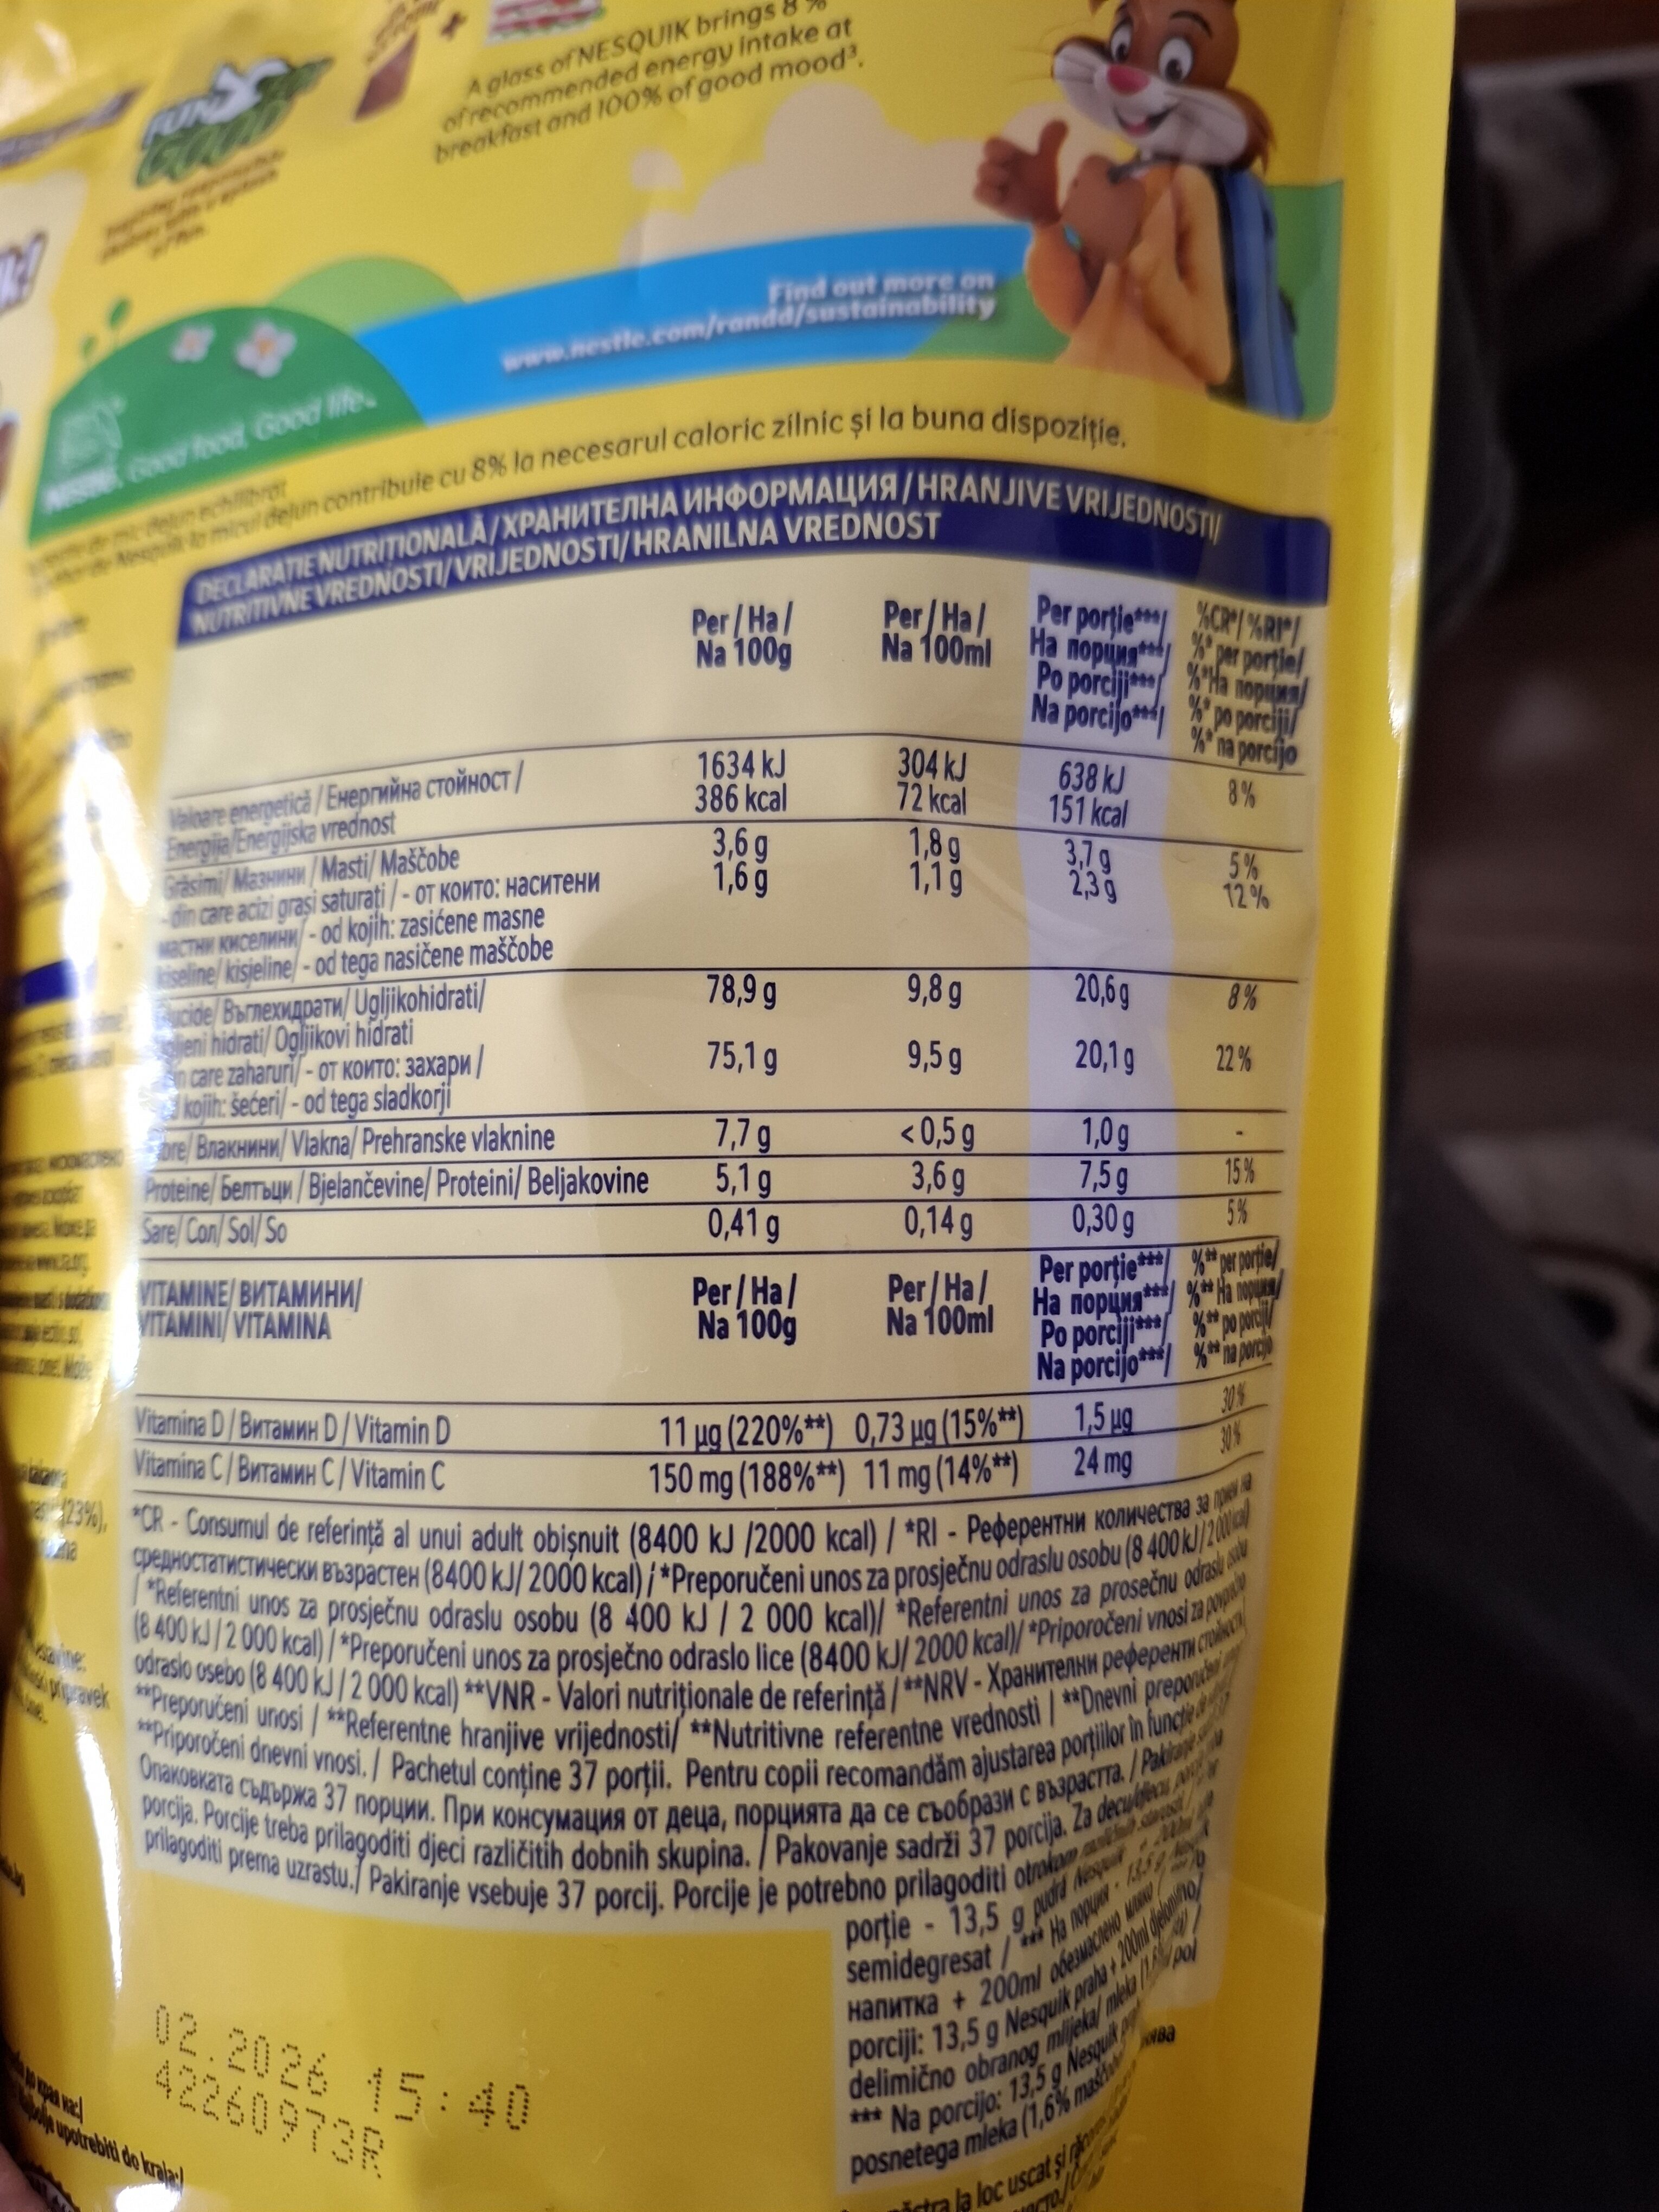 A glass of NESQUIK brings 8 %
of recommended energy intake at
breakfast and 100% of good mood³.
FUN
GOOD
Find out more on
www.nestle.com/randd/sustainability
Good food, Good life
contribuie cu 8% la necesarul caloric zilnic și la buna dispoziție.
DECLARAȚIE NUTRIȚIONALĂ/ХРАНИТЕЛНА ИНФОРМАЦИЯ/HRANJIVE VRIJEDNOSTI/
NUTRITIVNE VREDNOSTI/VRIJEDNOSTI/HRANILNA VREDNOST
Per / На / Na 100g Per / На / Na 100ml Per porție***/ На порция***/ Po porciji***/ Na porcijo***/ %CR*/ %RI*/ %* per porție/ %*На порция/ %* po porciji/ %* na porcijo
Valoare energetică / Енергийна стойност / 1634 kJ 304 kJ 638 kJ 8%
Energija/Energijska vrednost 386 kcal 72 kcal 151 kcal
Grăsimi/ Мазнини / Masti/ Maščobe 3,6 g 1,8 g 3,7 g 5%
- din care acizi grași saturați / - от които: наситени 1,6 g 1,1 g 2,3 g 12%
мастни киселини/ - od kojih: zasićene masne
kiseline/ kisjeline/ - od tega nasičene maščobe
Въглехидрати/ Ugljikohidrati/ 78,9 g 9,8 g 20,6 g 8%
hidrati/ Ogljikovi hidrati
care zaharuri/ - от които: захари / 75,1 g 9,5 g 20,1 g 22%
kojih: šećeri/ - od tega sladkorji
Влакнини/ Vlakna/ Prehranske vlaknine 7,7 g <0,5 g 1,0 g -
Proteine/ Белтъци / Bjelančevine/ Proteini/ Beljakovine 5,1 g 3,6 g 7,5 g 15%
Sare/ Сол/ Sol/ So 0,41 g 0,14 g 0,30 g 5%
VITAMINE/ ВИТАМИНИ/ VITAMINI/ VITAMINA Per / На / Na 100g Per / На / Na 100ml Per porție***/ На порция***/ Po porciji***/ Na porcijo***/ %** per porție/ %** На порция/ %** po porciji/ %** na porcijo
Vitamina D / Витамин D / Vitamin D 11 µg (220%**) 0,73 µg (15%**) 1,5 µg 30%
Vitamina C / Витамин C / Vitamin C 150 mg (188%**) 11 mg (14%**) 24 mg 30%
*CR - Consumul de referință al unui adult obișnuit (8400 kJ /2000 kcal) / *RI - Референтни количества за прием на
средностатистически възрастен (8400 kJ/ 2000 kcal) / *Preporučeni unos za prosječnu odraslu osobu (8 400 kJ/ 2 000 kcal)
/ *Referentni unos za prosječnu odraslu osobu (8 400 kJ / 2 000 kcal)/ *Referentni unos za prosečnu odraslu osobu
(8 400 kJ / 2 000 kcal) / *Preporučeni unos za prosječno odraslo lice (8400 kJ/ 2000 kcal)/ *Priporočeni vnosi za povprečno
odraslo osebo (8 400 kJ / 2 000 kcal) **VNR - Valori nutriționale de referință / **NRV - Хранителни референтни стойности
**Preporučeni unosi / **Referentne hranjive vrijednosti/ **Nutritivne referentne vrednosti / **Dnevni preporučeni
**Priporočeni dnevni vnosi. / Pachetul conține 37 porții. Pentru copii recomandăm ajustarea porțiilor în funcție de
Опаковката съдържа 37 порции. При консумация от деца, порцията да се съобрази с възрастта. / Pakiranje
porcija. Porcije treba prilagoditi djeci različitih dobnih skupina. / Pakovanje sadrži 37 porcija. Za decu/djecu
prilagoditi prema uzrastu./ Pakiranje vsebuje 37 porcij. Porcije je potrebno prilagoditi otrokom
porție - 13,5 g pudră Nesquik + 200ml
semidegresat / *** На порция - 13,5 g
напитка + 200ml обезмаслено мляко
porciji: 13,5 g Nesquik praha + 200ml djelomično/
delimično obranog mlijeka/ mleka
*** Na porcijo: 13,5 g Nesquik
posnetega mleka (1,6%
la loc uscat și
02.2026 15:40
42260973R
upotrebiti do kraja:/
(23%),